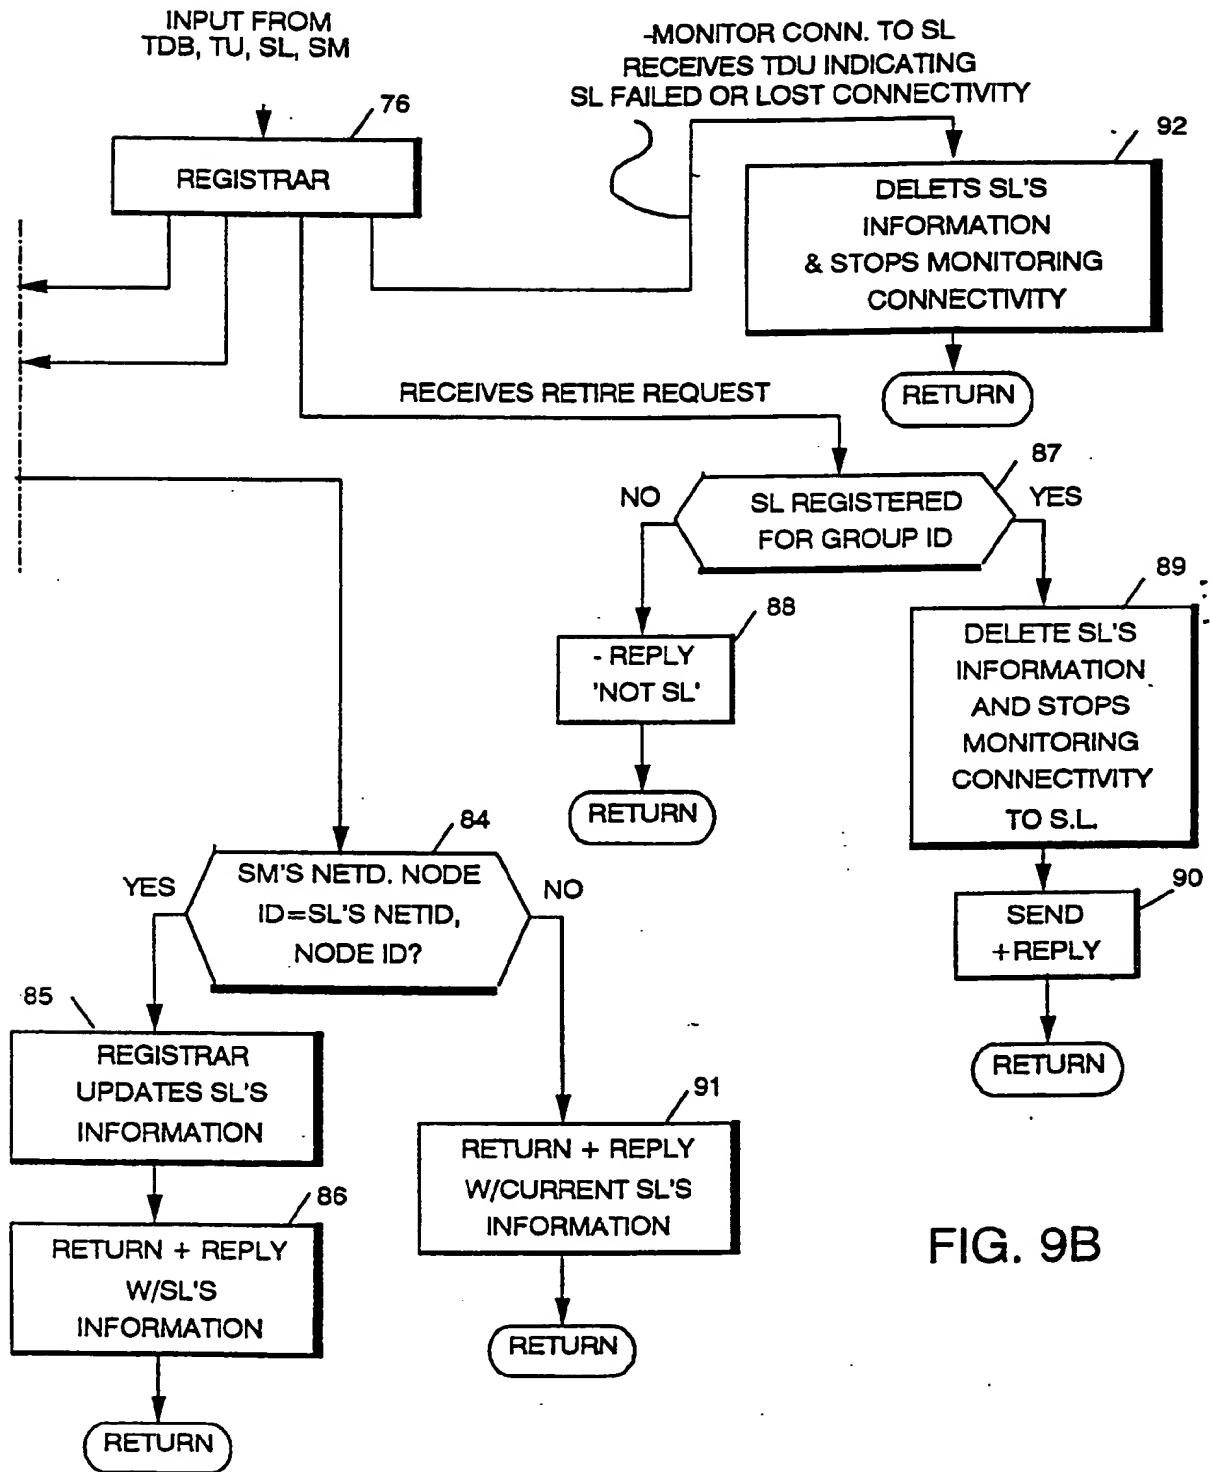 INPUT FROM
TDB, TU, SL, SM
76
REGISTRAR
-MONITOR CONN. TO SL
RECEIVES TDU INDICATING
SL FAILED OR LOST CONNECTIVITY
92
DELETS SL'S
INFORMATION
& STOPS MONITORING
CONNECTIVITY
RETURN
RECEIVES RETIRE REQUEST
87
NO
SL REGISTERED
FOR GROUP ID
YES
88
- REPLY
'NOT SL'
RETURN
89
DELETE SL'S
INFORMATION
AND STOPS
MONITORING
CONNECTIVITY
TO S.L.
90
SEND
+REPLY
RETURN
84
YES
SM'S NETD. NODE
ID=SL'S NETID,
NODE ID?
NO
85
REGISTRAR
UPDATES SL'S
INFORMATION
86
RETURN + REPLY
W/SL'S
INFORMATION
RETURN
91
RETURN + REPLY
W/CURRENT SL'S
INFORMATION
RETURN
FIG. 9B